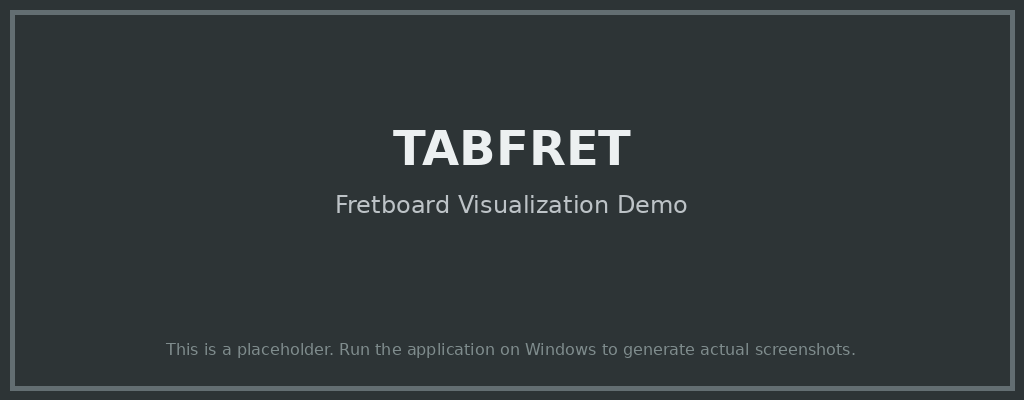 TABFRET
Fretboard Visualization Demo
This is a placeholder. Run the application on Windows to generate actual screenshots.